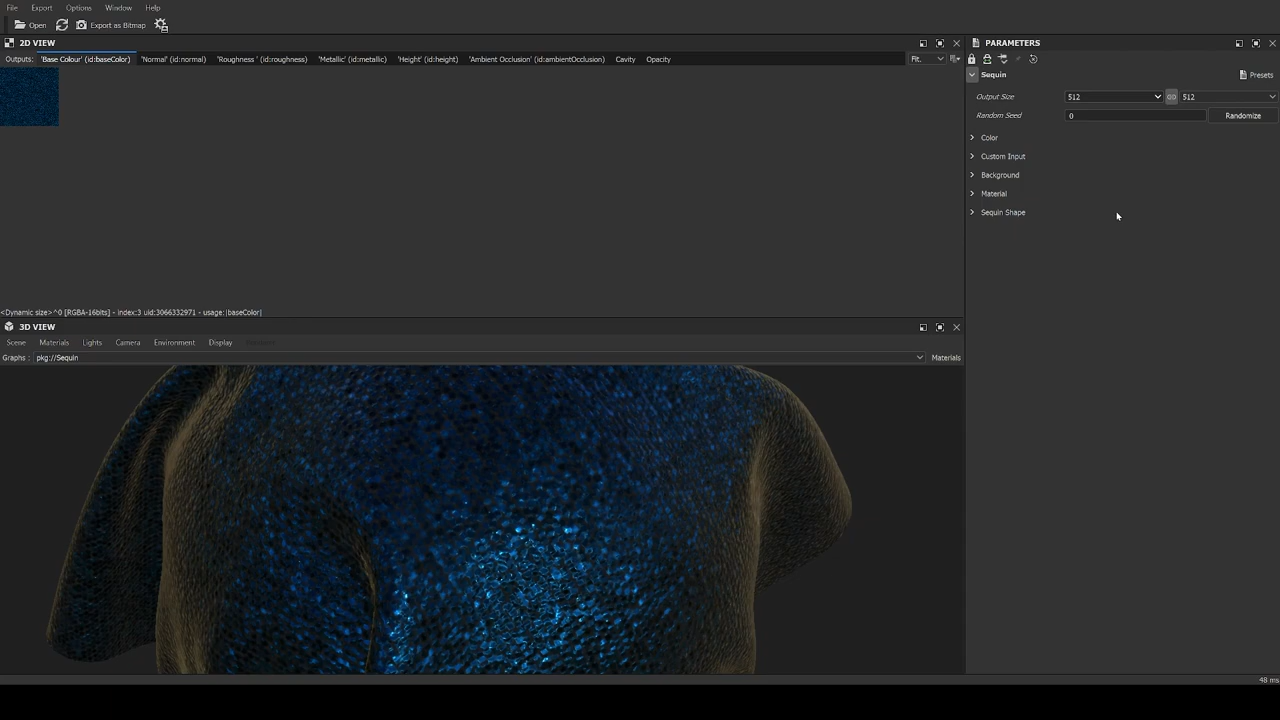 File Export Options Window Help
Open Export as Bitmap
2D VIEW
Outputs: 'Base Colour' (id:baseColor) 'Normal' (id:normal) 'Roughness ' (id:roughness) 'Metallic' (id:metallic) 'Height' (id:height) 'Ambient Occlusion' (id:ambientOcclusion) Cavity Opacity Fit.
<Dynamic size>^0 [RGBA-16bits] - index:3 uid:3066332971 - usage:|baseColor|
3D VIEW
Scene Materials Lights Camera Environment Display
Graphs : pkg://Sequin Materials
PARAMETERS
Sequin Presets
Output Size 512 512
Random Seed 0 Randomize
Color
Custom Input
Background
Material
Sequin Shape
48 ms